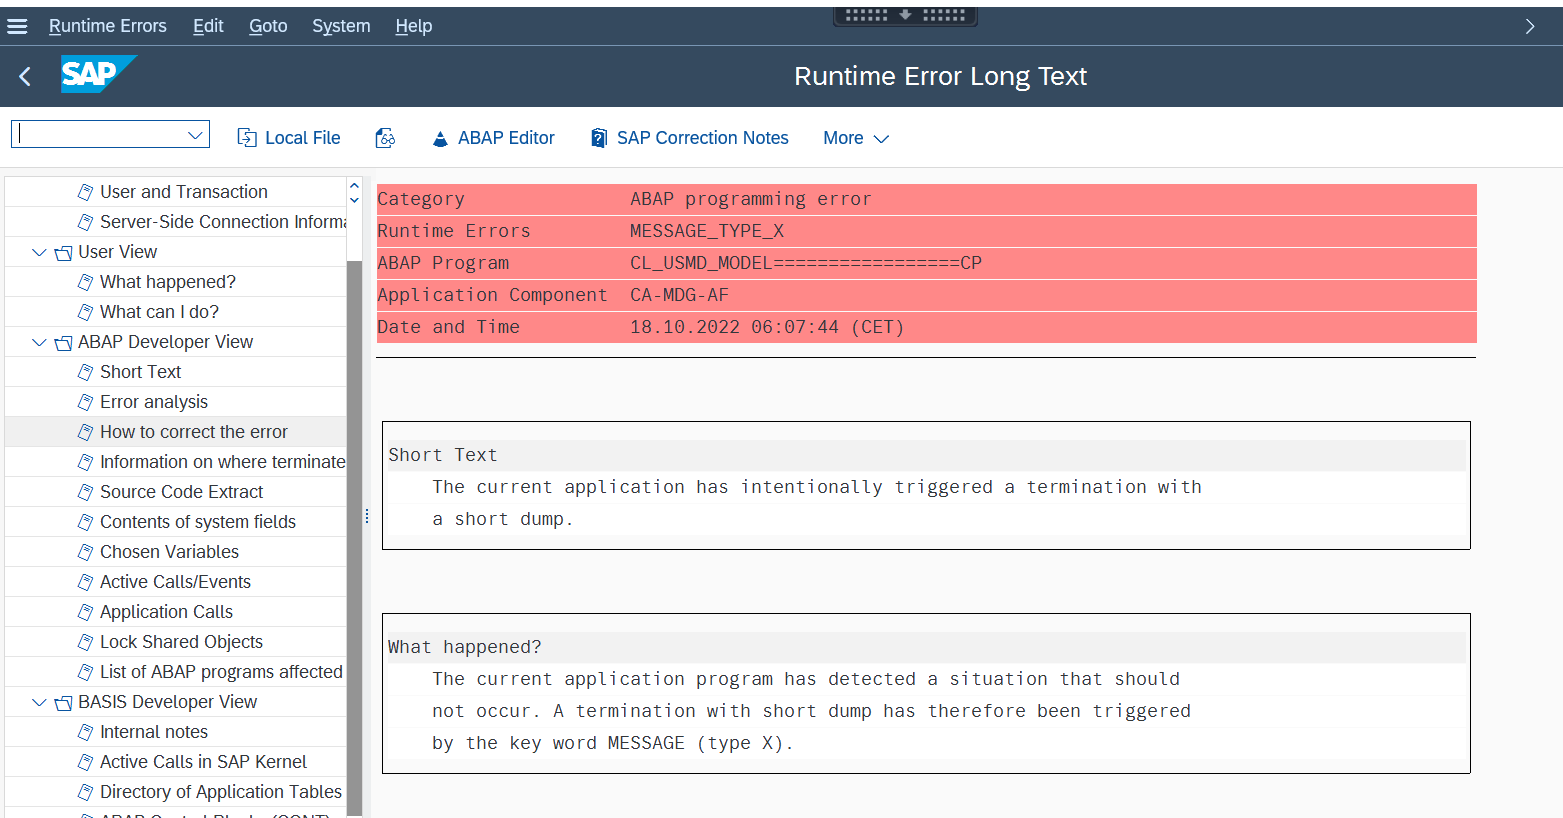 Runtime Errors Edit Goto System Help
SAP Runtime Error Long Text
Local File ABAP Editor SAP Correction Notes More
User and Transaction
Server-Side Connection Informa
User View
What happened?
What can I do?
ABAP Developer View
Short Text
Error analysis
How to correct the error
Information on where terminate
Source Code Extract
Contents of system fields
Chosen Variables
Active Calls/Events
Application Calls
Lock Shared Objects
List of ABAP programs affected
BASIS Developer View
Internal notes
Active Calls in SAP Kernel
Directory of Application Tables
Category ABAP programming error
Runtime Errors MESSAGE_TYPE_X
ABAP Program CL_USMD_MODEL=================CP
Application Component CA-MDG-AF
Date and Time 18.10.2022 06:07:44 (CET)
Short Text
The current application has intentionally triggered a termination with
a short dump.
What happened?
The current application program has detected a situation that should
not occur. A termination with short dump has therefore been triggered
by the key word MESSAGE (type X).